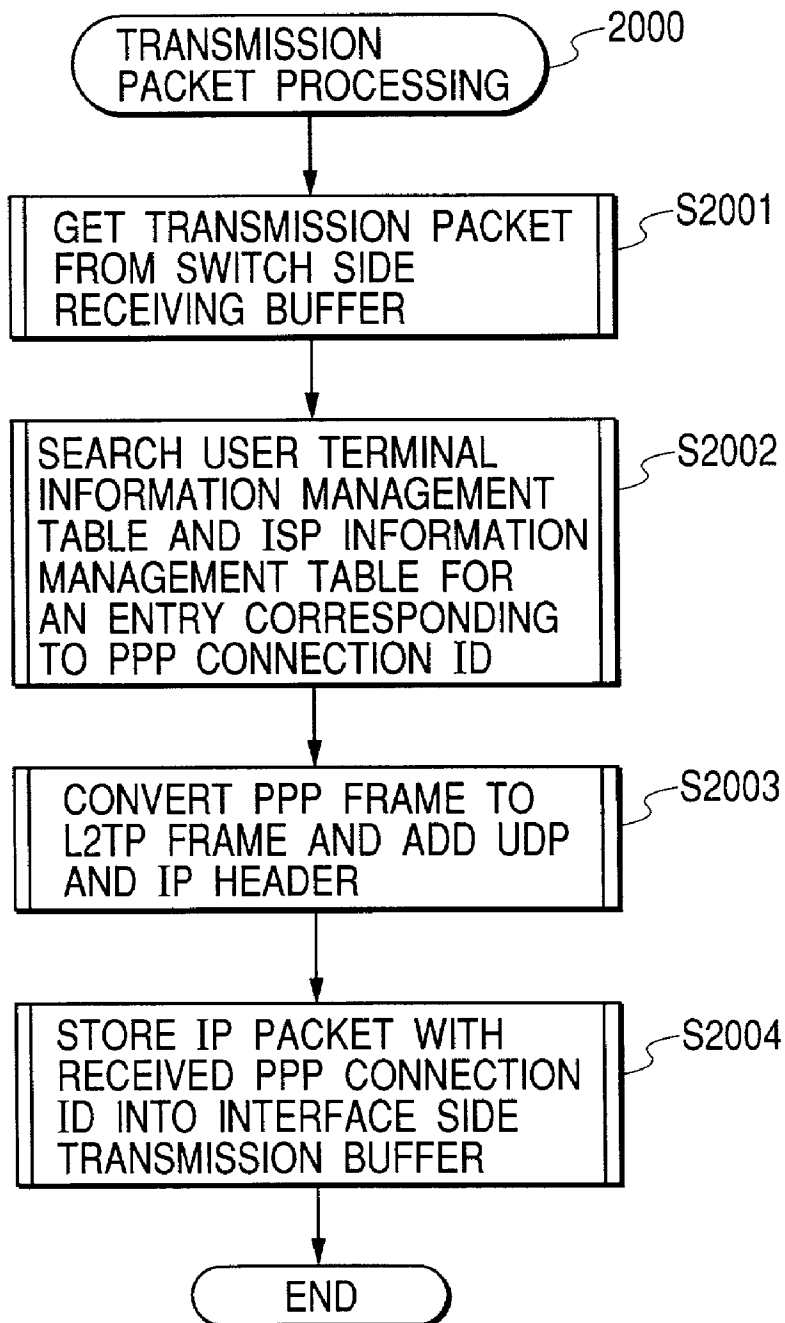 TRANSMISSION
PACKET PROCESSING
2000
GET TRANSMISSION PACKET
FROM SWITCH SIDE
RECEIVING BUFFER
S2001
SEARCH USER TERMINAL
INFORMATION MANAGEMENT
TABLE AND ISP INFORMATION
MANAGEMENT TABLE FOR
AN ENTRY CORRESPONDING
TO PPP CONNECTION ID
S2002
CONVERT PPP FRAME TO
L2TP FRAME AND ADD UDP
AND IP HEADER
S2003
STORE IP PACKET WITH
RECEIVED PPP CONNECTION
ID INTO INTERFACE SIDE
TRANSMISSION BUFFER
S2004
END